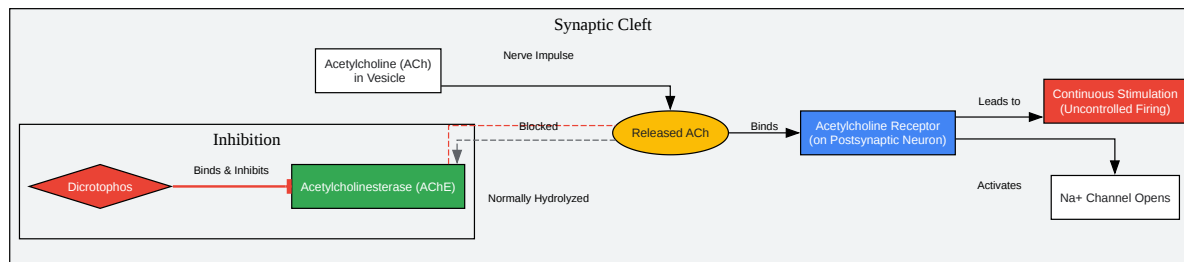 Synaptic Cleft
Acetylcholine (ACh)
in Vesicle
Nerve Impulse
Continuous Stimulation
(Uncontrolled Firing)
Leads to
Released ACh
Binds
Acetylcholine Receptor
(on Postsynaptic Neuron)
Blocked
Inhibition
Binds & Inhibits
Dicrotophos
Acetylcholinesterase (AChE)
Normally Hydrolyzed
Activates
Na+ Channel Opens